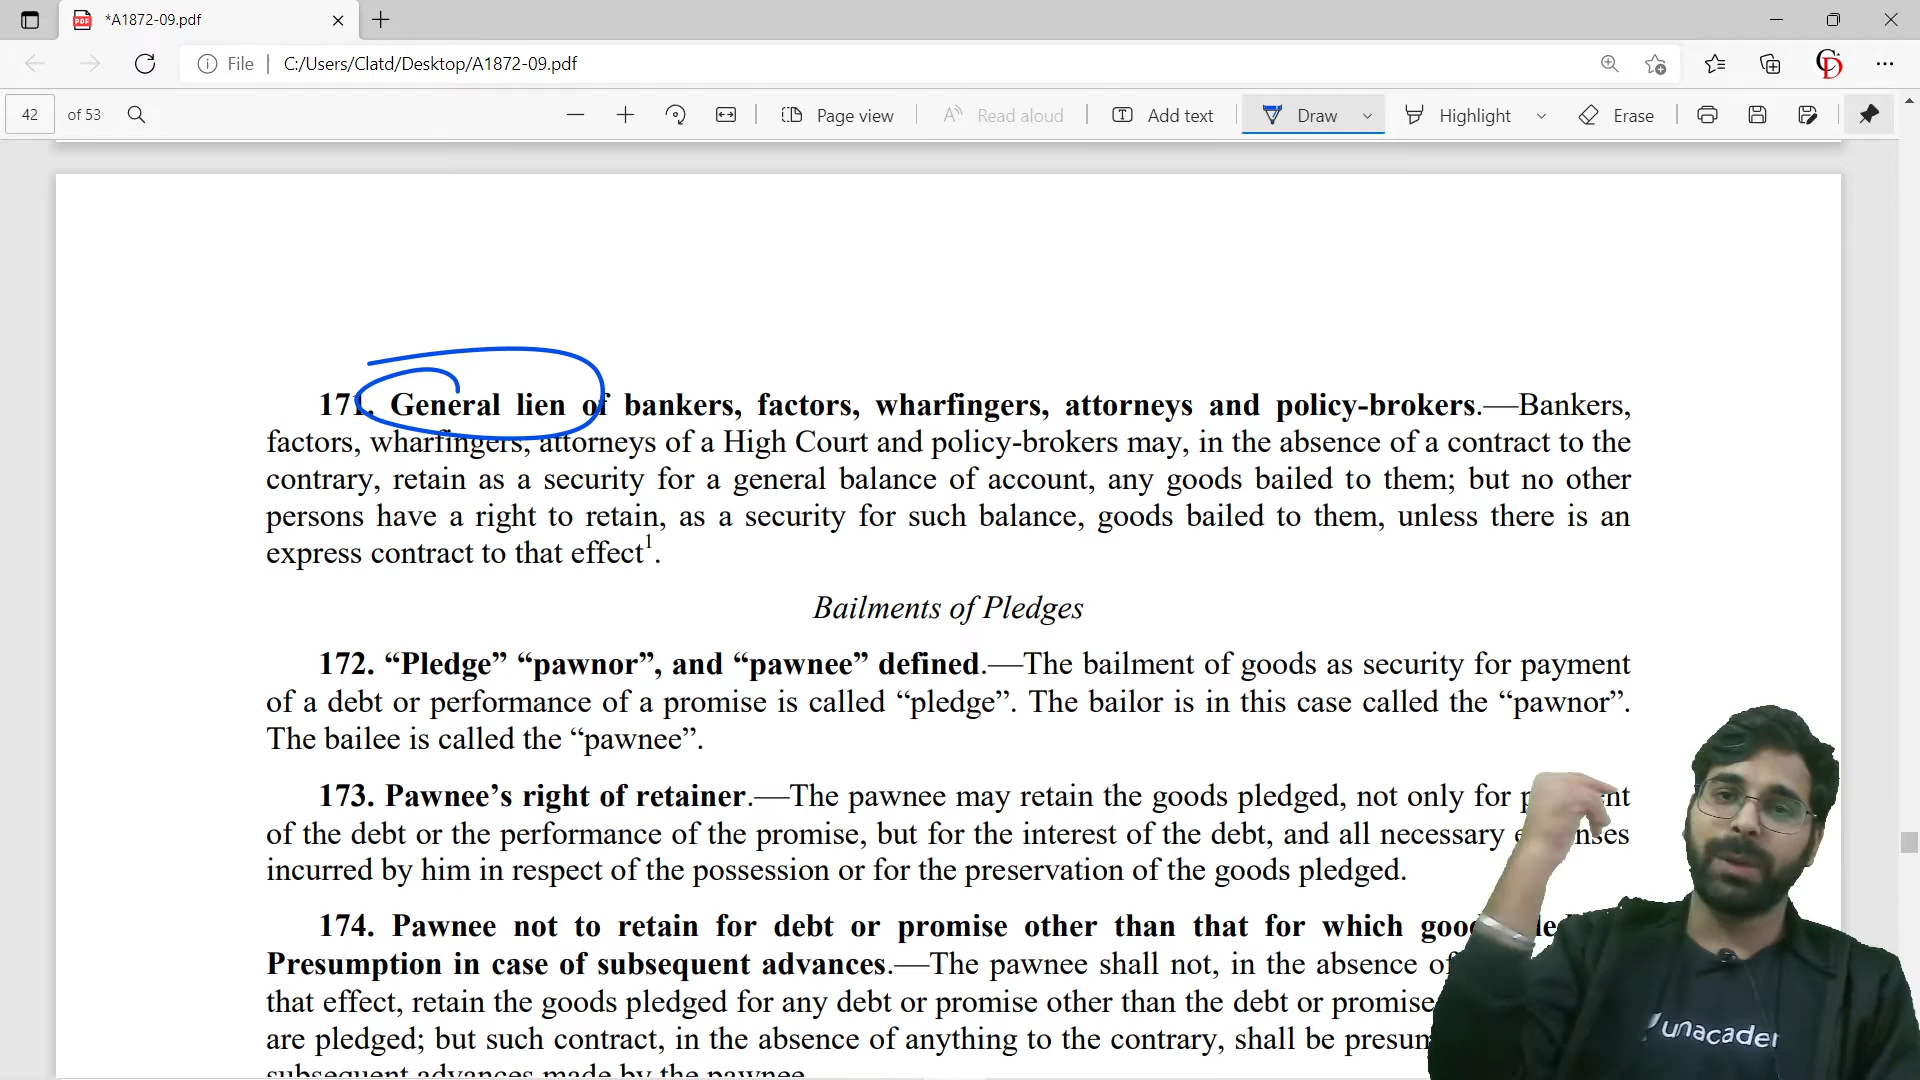 *A1872-09.pdf
File
C:/Users/Clatd/Desktop/A1872-09.pdf
CD
42 of 53
Page view
Read aloud
Add text
Draw
Highlight
Erase
171. General lien of bankers, factors, wharfingers, attorneys and policy-brokers.—Bankers,
factors, wharfingers, attorneys of a High Court and policy-brokers may, in the absence of a contract to the
contrary, retain as a security for a general balance of account, any goods bailed to them; but no other
persons have a right to retain, as a security for such balance, goods bailed to them, unless there is an
express contract to that effect1.
Bailments of Pledges
172. “Pledge” “pawnor”, and “pawnee” defined.—The bailment of goods as security for payment
of a debt or performance of a promise is called “pledge”. The bailor is in this case called the “pawnor”.
The bailee is called the “pawnee”.
173. Pawnee’s right of retainer.—The pawnee may retain the goods pledged, not only for
of the debt or the performance of the promise, but for the interest of the debt, and all necessary
incurred by him in respect of the possession or for the preservation of the goods pledged.
174. Pawnee not to retain for debt or promise other than that for which
Presumption in case of subsequent advances.—The pawnee shall not, in the absence of
that effect, retain the goods pledged for any debt or promise other than the debt or promise
are pledged; but such contract, in the absence of anything to the contrary, shall be
subsequent advances made by the pawnee
unacadem